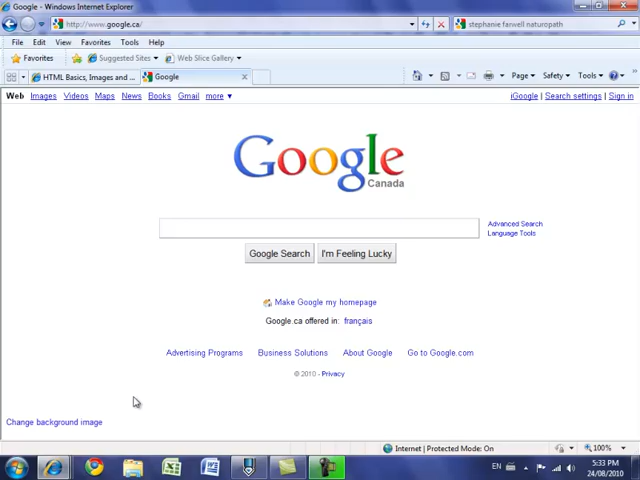 Google - Windows Internet Explorer
http://www.google.ca/
stephanie farwell naturopath
File Edit View Favorites Tools Help
Favorites Suggested Sites Web Slice Gallery
HTML Basics, Images and ... Google
Page Safety Tools
Web Images Videos Maps News Books Gmail more
iGoogle | Search settings | Sign in
Google
Canada
Advanced Search
Language Tools
Google Search I'm Feeling Lucky
Make Google my homepage
Google.ca offered in: français
Advertising Programs Business Solutions About Google Go to Google.com
© 2010 - Privacy
Change background image
Internet | Protected Mode: On 100%
EN 5:33 PM
24/08/2010